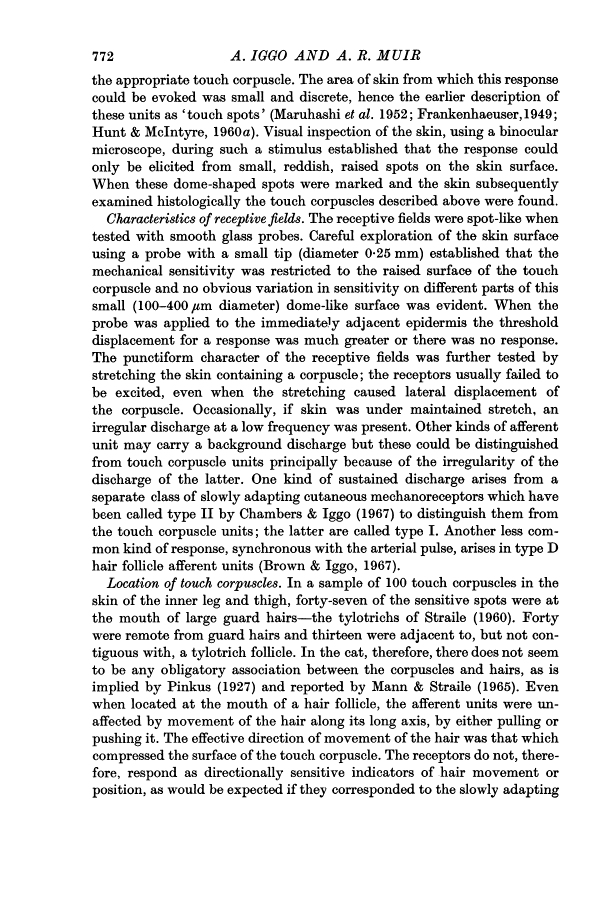 772 A. IGGO AND A. R. MUIR
the appropriate touch corpuscle. The area of skin from which this response
could be evoked was small and discrete, hence the earlier description of
these units as ‘touch spots’ (Maruhashi et al. 1952; Frankenhaeuser,1949;
Hunt & McIntyre, 1960a). Visual inspection of the skin, using a binocular
microscope, during such a stimulus established that the response could
only be elicited from small, reddish, raised spots on the skin surface.
When these dome-shaped spots were marked and the skin subsequently
examined histologically the touch corpuscles described above were found.
Characteristics of receptive fields. The receptive fields were spot-like when
tested with smooth glass probes. Careful exploration of the skin surface
using a probe with a small tip (diameter 0·25 mm) established that the
mechanical sensitivity was restricted to the raised surface of the touch
corpuscle and no obvious variation in sensitivity on different parts of this
small (100–400 μm diameter) dome-like surface was evident. When the
probe was applied to the immediately adjacent epidermis the threshold
displacement for a response was much greater or there was no response.
The punctiform character of the receptive fields was further tested by
stretching the skin containing a corpuscle; the receptors usually failed to
be excited, even when the stretching caused lateral displacement of
the corpuscle. Occasionally, if skin was under maintained stretch, an
irregular discharge at a low frequency was present. Other kinds of afferent
unit may carry a background discharge but these could be distinguished
from touch corpuscle units principally because of the irregularity of the
discharge of the latter. One kind of sustained discharge arises from a
separate class of slowly adapting cutaneous mechanoreceptors which have
been called type II by Chambers & Iggo (1967) to distinguish them from
the touch corpuscle units; the latter are called type I. Another less com-
mon kind of response, synchronous with the arterial pulse, arises in type D
hair follicle afferent units (Brown & Iggo, 1967).
Location of touch corpuscles. In a sample of 100 touch corpuscles in the
skin of the inner leg and thigh, forty-seven of the sensitive spots were at
the mouth of large guard hairs—the tylotrichs of Straile (1960). Forty
were remote from guard hairs and thirteen were adjacent to, but not con-
tiguous with, a tylotrich follicle. In the cat, therefore, there does not seem
to be any obligatory association between the corpuscles and hairs, as is
implied by Pinkus (1927) and reported by Mann & Straile (1965). Even
when located at the mouth of a hair follicle, the afferent units were un-
affected by movement of the hair along its long axis, by either pulling or
pushing it. The effective direction of movement of the hair was that which
compressed the surface of the touch corpuscle. The receptors do not, there-
fore, respond as directionally sensitive indicators of hair movement or
position, as would be expected if they corresponded to the slowly adapting